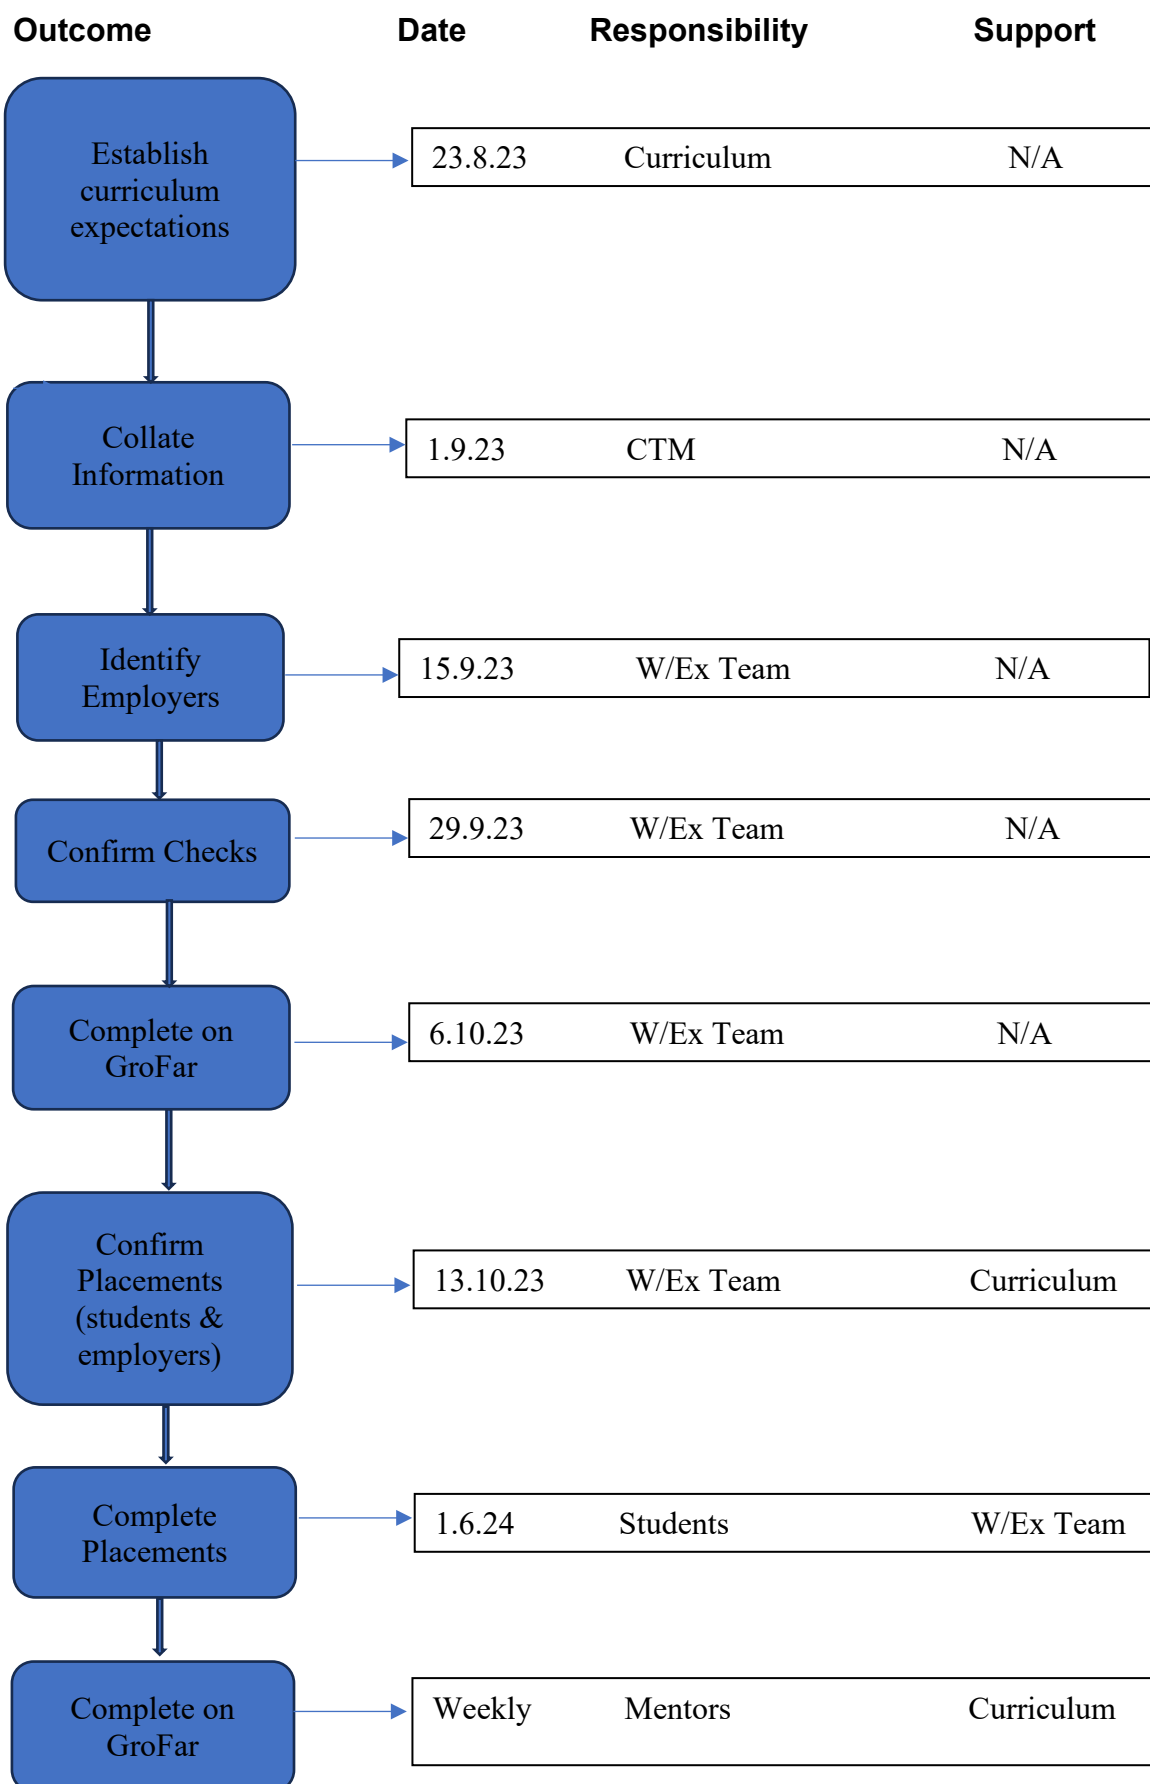 Outcome Date Responsibility Support
Establish
curriculum
expectations
23.8.23 Curriculum N/A
Collate
Information
1.9.23 CTM N/A
Identify
Employers
15.9.23 W/Ex Team N/A
Confirm Checks
29.9.23 W/Ex Team N/A
Complete on
GroFar
6.10.23 W/Ex Team N/A
Confirm
Placements
(students &
employers)
13.10.23 W/Ex Team Curriculum
Complete
Placements
1.6.24 Students W/Ex Team
Complete on
GroFar
Weekly Mentors Curriculum